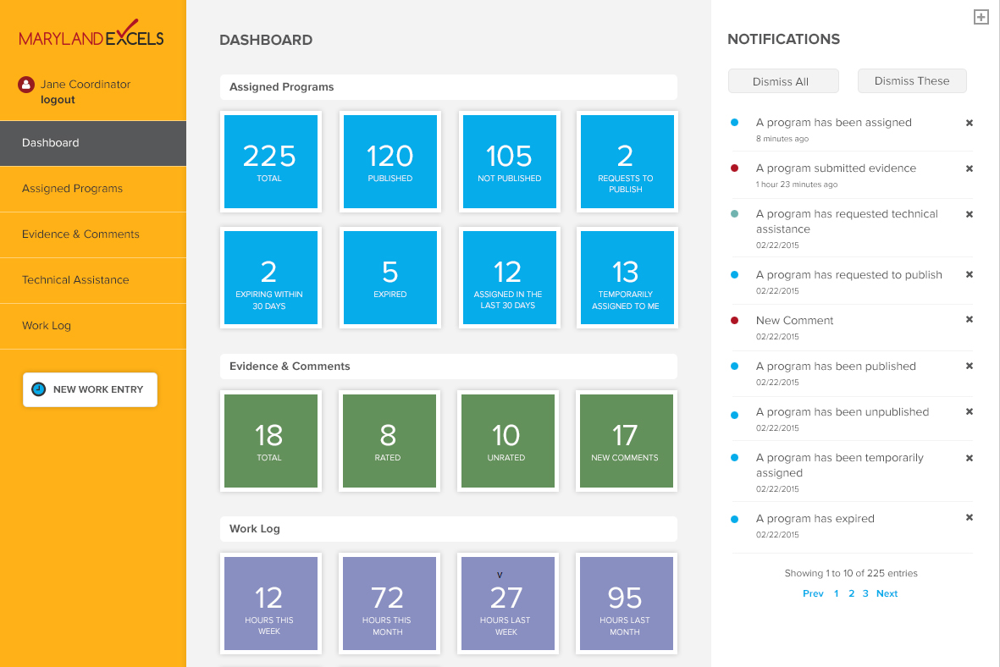 MARYLAND EXCELS
Jane Coordinator
logout
Dashboard
Assigned Programs
Evidence & Comments
Technical Assistance
Work Log
NEW WORK ENTRY
DASHBOARD
Assigned Programs
225
TOTAL
120
PUBLISHED
105
NOT PUBLISHED
2
REQUESTS TO
PUBLISH
2
EXPIRING WITHIN
30 DAYS
5
EXPIRED
12
ASSIGNED IN THE
LAST 30 DAYS
13
TEMPORARILY
ASSIGNED TO ME
Evidence & Comments
18
TOTAL
8
RATED
10
UNRATED
17
NEW COMMENTS
Work Log
12
HOURS THIS
WEEK
72
HOURS THIS
MONTH
v
27
HOURS LAST
WEEK
95
HOURS LAST
MONTH
NOTIFICATIONS
Dismiss All
Dismiss These
A program has been assigned
8 minutes ago
A program submitted evidence
1 hour 23 minutes ago
A program has requested technical
assistance
02/22/2015
A program has requested to publish
02/22/2015
New Comment
02/22/2015
A program has been published
02/22/2015
A program has been unpublished
02/22/2015
A program has been temporarily
assigned
02/22/2015
A program has expired
02/22/2015
Showing 1 to 10 of 225 entries
Prev 1 2 3 Next